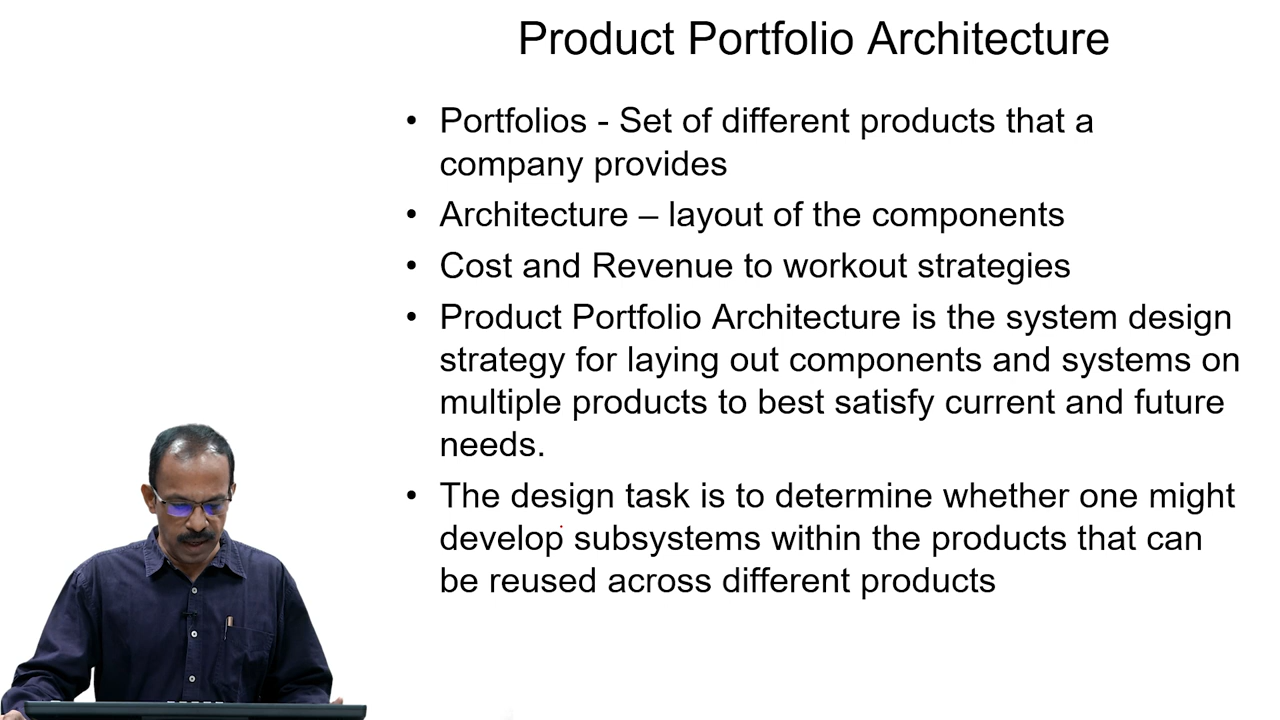 Product Portfolio Architecture
• Portfolios - Set of different products that a
company provides
• Architecture – layout of the components
• Cost and Revenue to workout strategies
• Product Portfolio Architecture is the system design
strategy for laying out components and systems on
multiple products to best satisfy current and future
needs.
• The design task is to determine whether one might
develop subsystems within the products that can
be reused across different products